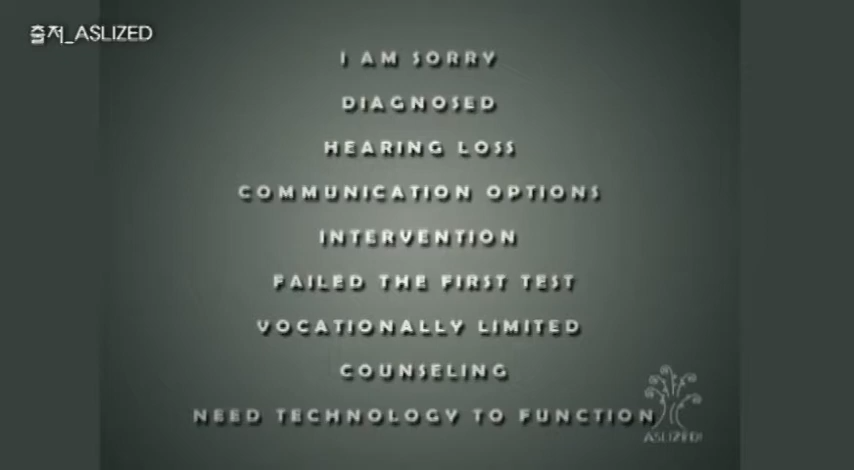 출처_ASLIZED
I AM SORRY
DIAGNOSED
HEARING LOSS
COMMUNICATION OPTIONS
INTERVENTION
FAILED THE FIRST TEST
VOCATIONALLY LIMITED
COUNSELING
NEED TECHNOLOGY TO FUNCTION
ASLIZED!